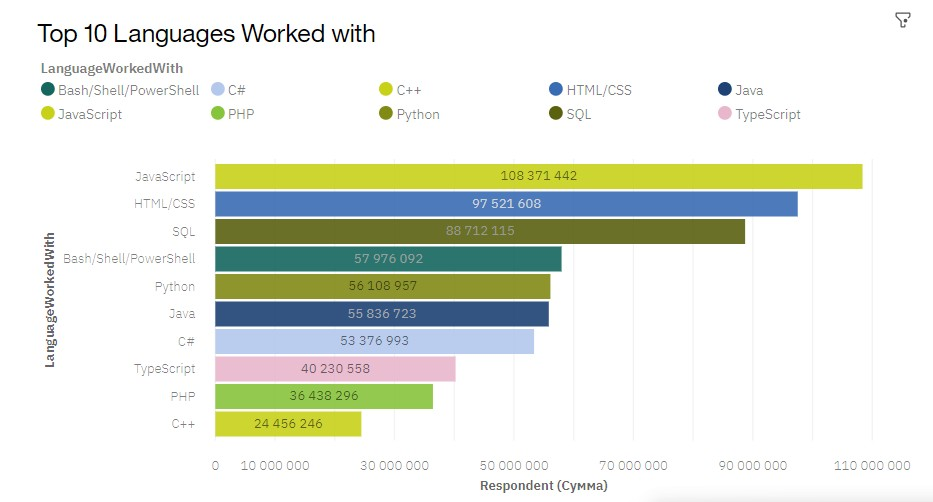 Top 10 Languages Worked with
LanguageWorkedWith
Bash/Shell/PowerShell C# C++ HTML/CSS Java
JavaScript PHP Python SQL TypeScript
LanguageWorkedWith
JavaScript 108 371 442
HTML/CSS 97 521 608
SQL 88 712 115
Bash/Shell/PowerShell 57 976 092
Python 56 108 957
Java 55 836 723
C# 53 376 993
TypeScript 40 230 558
PHP 36 438 296
C++ 24 456 246
0 10 000 000 30 000 000 50 000 000 70 000 000 90 000 000 110 000 000
Respondent (Сумма)